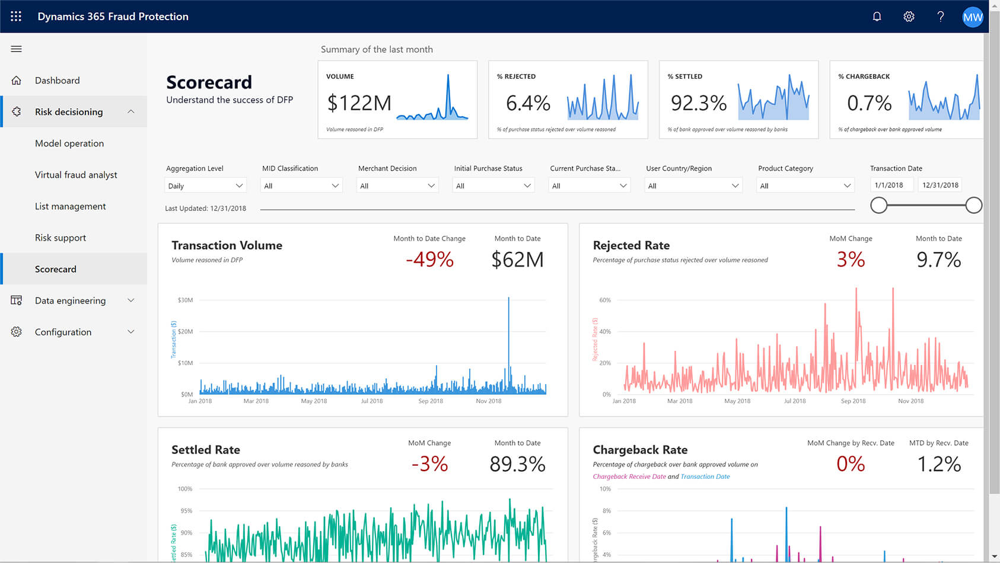 Dynamics 365 Fraud Protection
MW
Dashboard
Risk decisioning
Model operation
Virtual fraud analyst
List management
Risk support
Scorecard
Data engineering
Configuration
Summary of the last month
Scorecard
Understand the success of DFP
VOLUME
$122M
Volume reasoned in DFP
% REJECTED
6.4%
% of purchase status rejected over volume reasoned
% SETTLED
92.3%
% of bank approved over volume reasoned by banks
% CHARGEBACK
0.7%
% of chargeback over bank approved volume
Aggregation Level
Daily
MID Classification
All
Merchant Decision
All
Initial Purchase Status
All
Current Purchase Sta...
All
User Country/Region
All
Product Category
All
Transaction Date
1/1/2018
12/31/2018
Last Updated: 12/31/2018
Transaction Volume
Volume reasoned in DFP
Month to Date Change
-49%
Month to Date
$62M
Transaction ($)
$30M
$20M
$10M
$0M
Jan 2018
Mar 2018
May 2018
Jul 2018
Sep 2018
Nov 2018
Rejected Rate
Percentage of purchase status rejected over volume reasoned
MoM Change
3%
Month to Date
9.7%
Rejected Rate ($)
60%
40%
20%
0%
Jan 2018
Mar 2018
May 2018
Jul 2018
Sep 2018
Nov 2018
Settled Rate
Percentage of bank approved over volume reasoned by banks
MoM Change
-3%
Month to Date
89.3%
ettled Rate ($)
100%
95%
90%
85%
Chargeback Rate
Percentage of chargeback over bank approved volume on
Chargeback Receive Date and Transaction Date
MoM Change by Recv. Date
0%
MTD by Recv. Date
1.2%
argeback Rate ($)
10%
8%
6%
4%